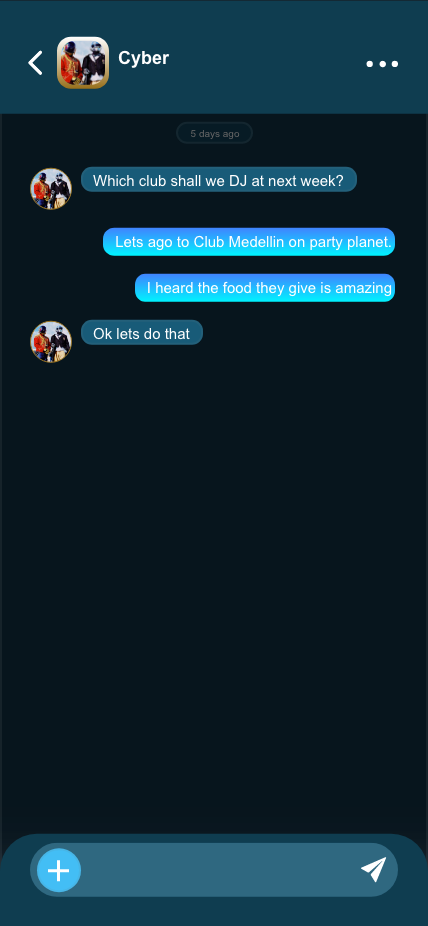 Cyber
5 days ago
Which club shall we DJ at next week?
Lets ago to Club Medellin on party planet.
I heard the food they give is amazing
Ok lets do that